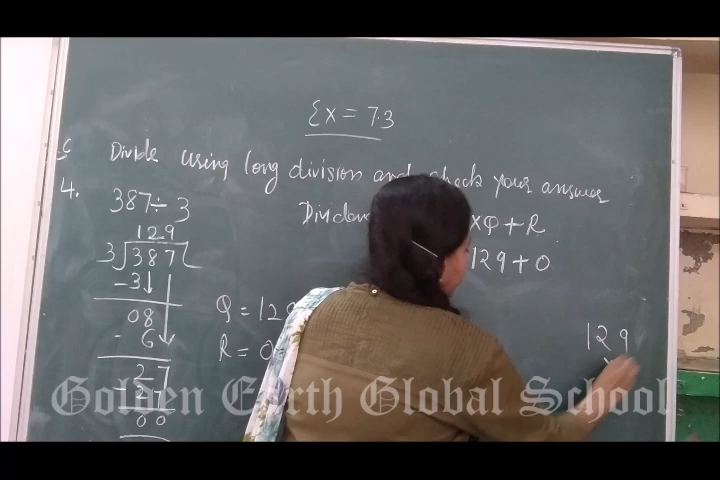 Ex = 7.3
C Divide using long division and check your answer
4. 387 ÷ 3
129
3)387(
-3
08
- 6
27
- 27
00
Q = 129
R = 0
×Q + R
129 + 0
129
×
Golden Earth Global School